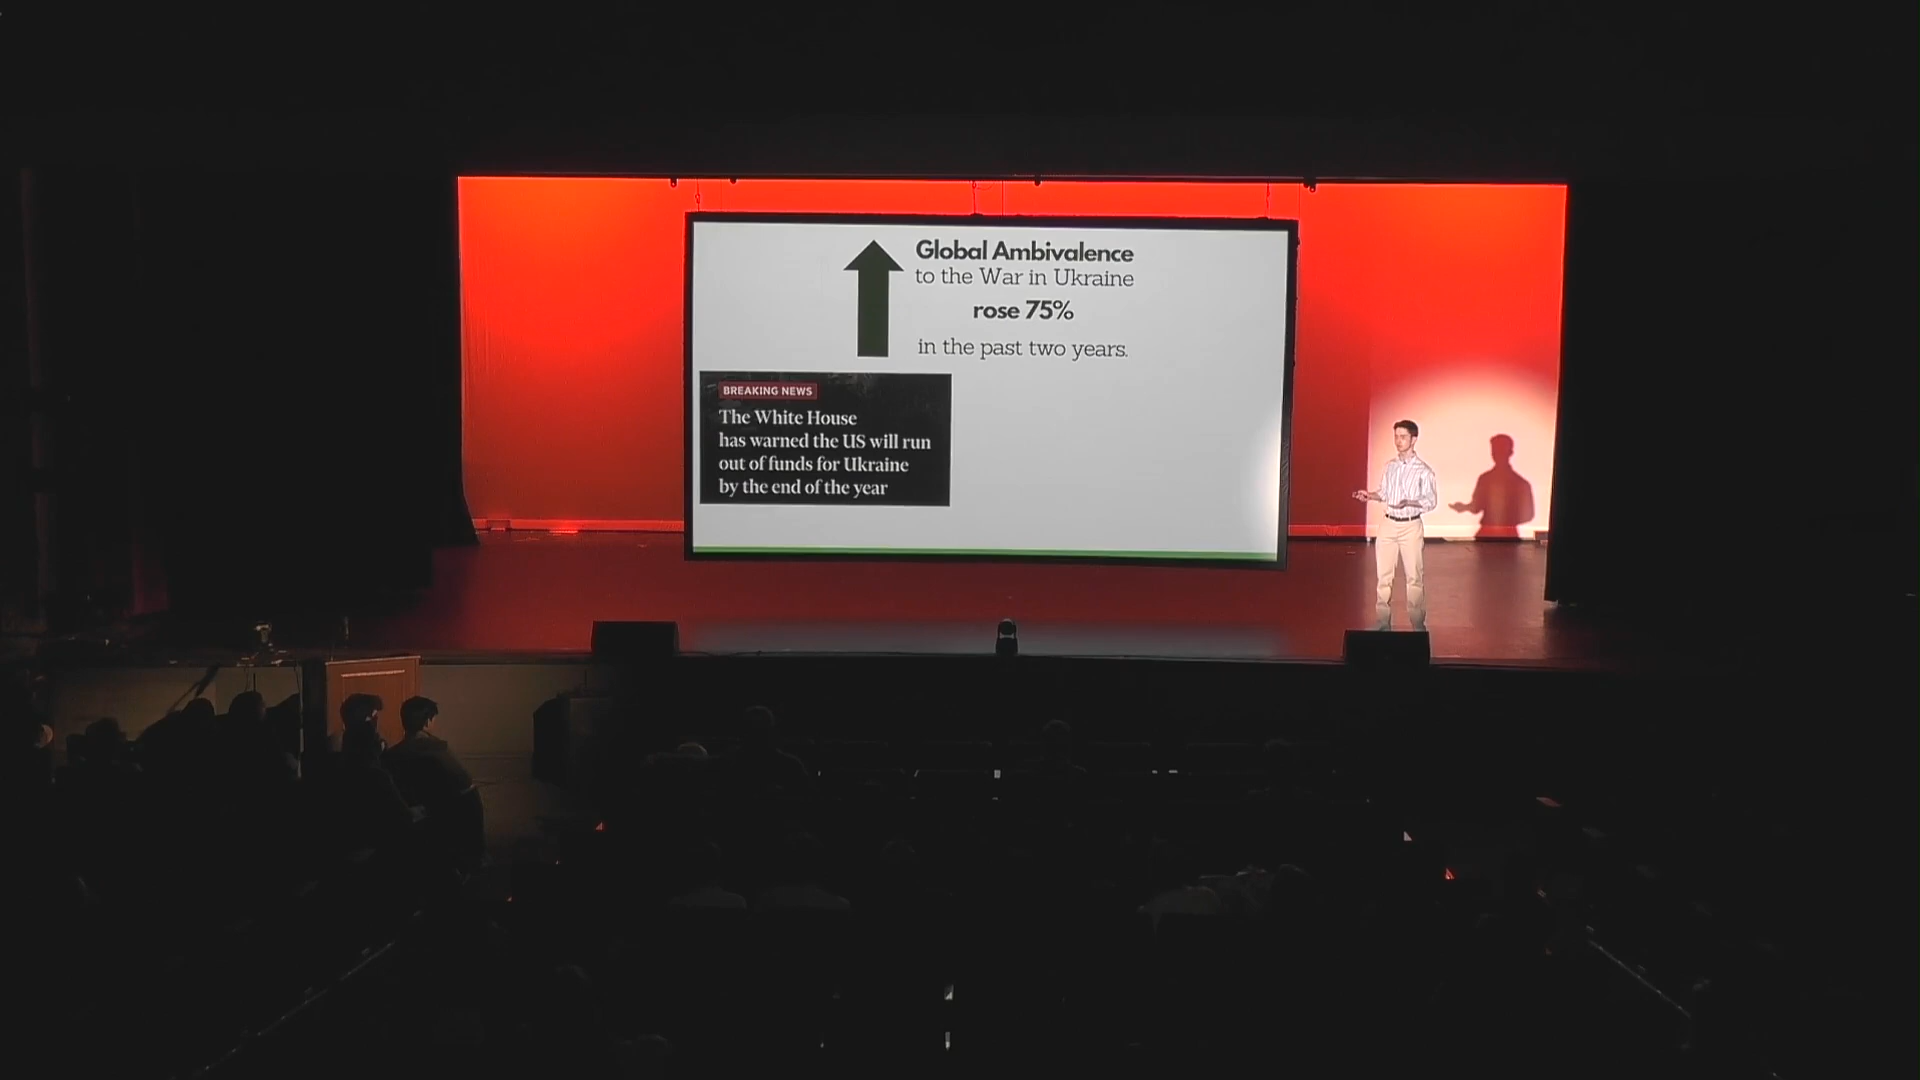 Global Ambivalence
to the War in Ukraine
rose 75%
in the past two years.
BREAKING NEWS
The White House
has warned the US will run
out of funds for Ukraine
by the end of the year